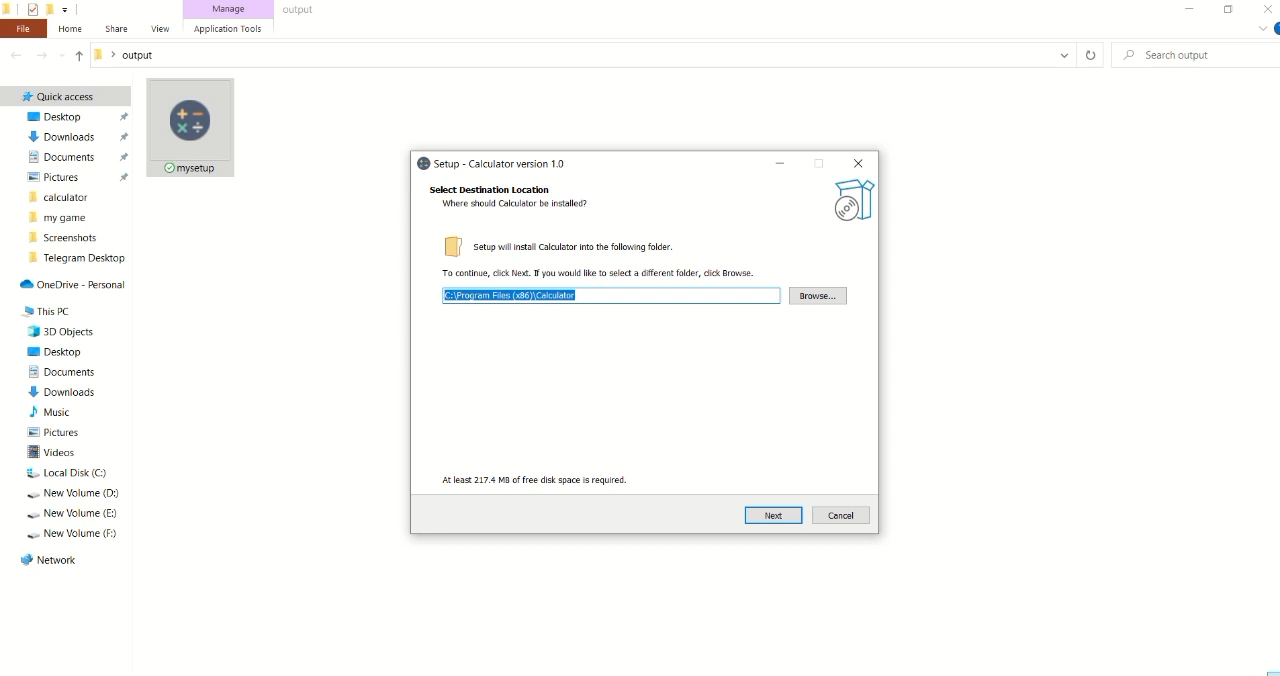 Manage
output
File
Home
Share
View
Application Tools
output
Search output
Quick access
Desktop
Downloads
Documents
Pictures
calculator
my game
Screenshots
Telegram Desktop
OneDrive - Personal
This PC
3D Objects
Desktop
Documents
Downloads
Music
Pictures
Videos
Local Disk (C:)
New Volume (D:)
New Volume (E:)
New Volume (F:)
Network
mysetup
Setup - Calculator version 1.0
Select Destination Location
Where should Calculator be installed?
Setup will install Calculator into the following folder.
To continue, click Next. If you would like to select a different folder, click Browse.
C:\Program Files (x86)\Calculator
Browse...
At least 217.4 MB of free disk space is required.
Next
Cancel